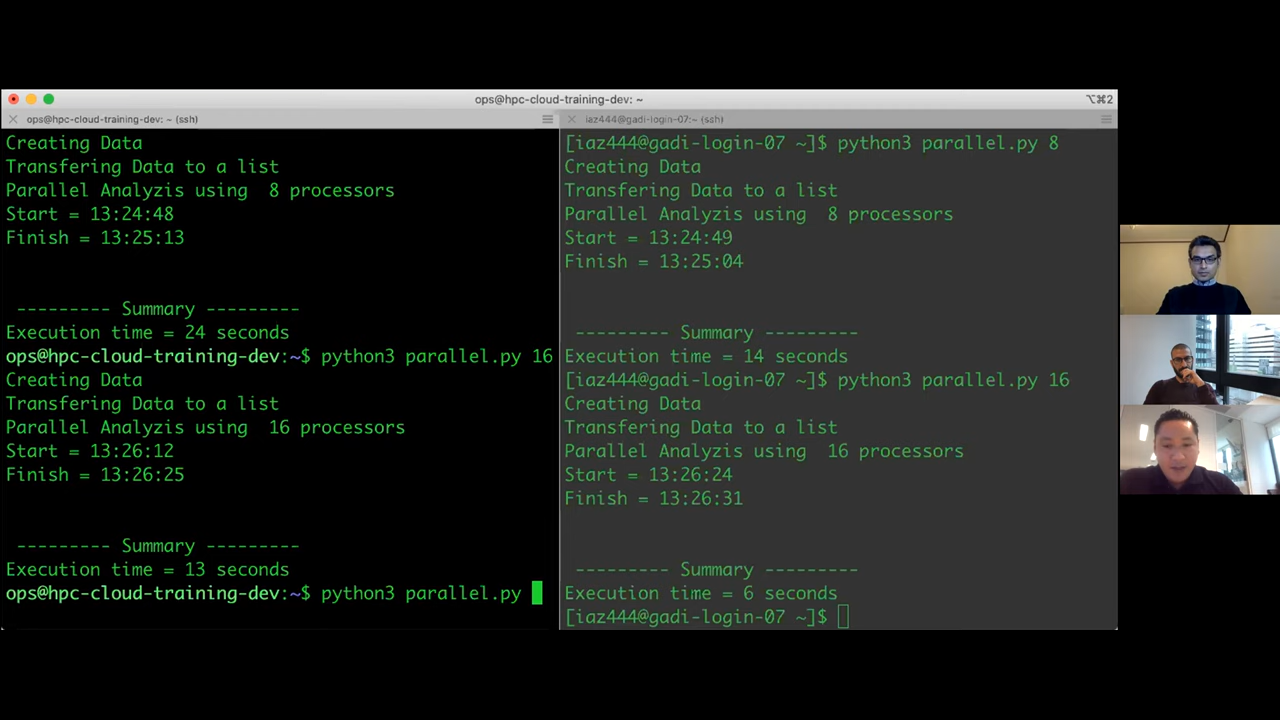 ops@hpc-cloud-training-dev: ~
⌥⌘2
ops@hpc-cloud-training-dev: ~ (ssh)
Creating Data
Transfering Data to a list
Parallel Analyzis using  8 processors
Start = 13:24:48
Finish = 13:25:13
--------- Summary ---------
Execution time = 24 seconds
ops@hpc-cloud-training-dev:~$ python3 parallel.py 16
Creating Data
Transfering Data to a list
Parallel Analyzis using  16 processors
Start = 13:26:12
Finish = 13:26:25
--------- Summary ---------
Execution time = 13 seconds
ops@hpc-cloud-training-dev:~$ python3 parallel.py
iaz444@gadi-login-07:~ (ssh)
[iaz444@gadi-login-07 ~]$ python3 parallel.py 8
Creating Data
Transfering Data to a list
Parallel Analyzis using  8 processors
Start = 13:24:49
Finish = 13:25:04
--------- Summary ---------
Execution time = 14 seconds
[iaz444@gadi-login-07 ~]$ python3 parallel.py 16
Creating Data
Transfering Data to a list
Parallel Analyzis using  16 processors
Start = 13:26:24
Finish = 13:26:31
--------- Summary ---------
Execution time = 6 seconds
[iaz444@gadi-login-07 ~]$